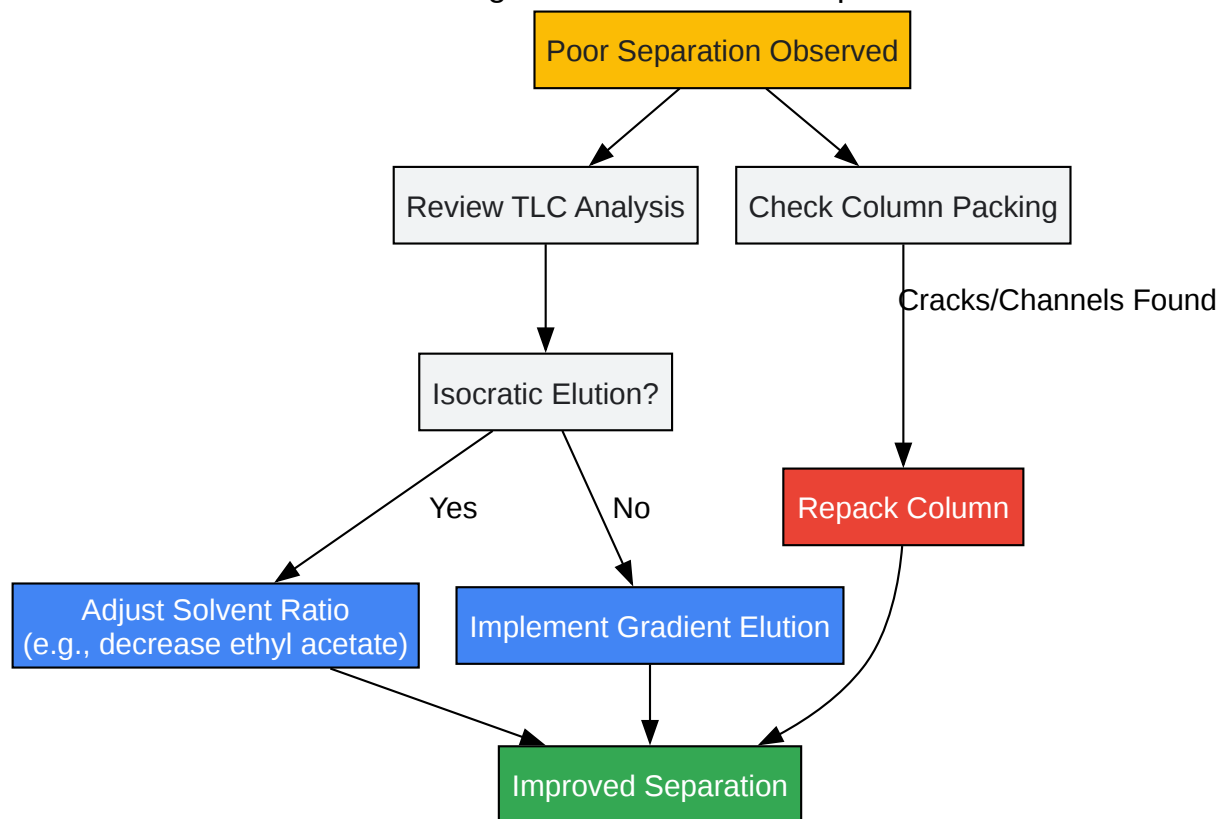 Poor Separation Observed
Review TLC Analysis
Check Column Packing
Cracks/Channels Found
Isocratic Elution?
Yes
No
Repack Column
Adjust Solvent Ratio
(e.g., decrease ethyl acetate)
Implement Gradient Elution
Improved Separation